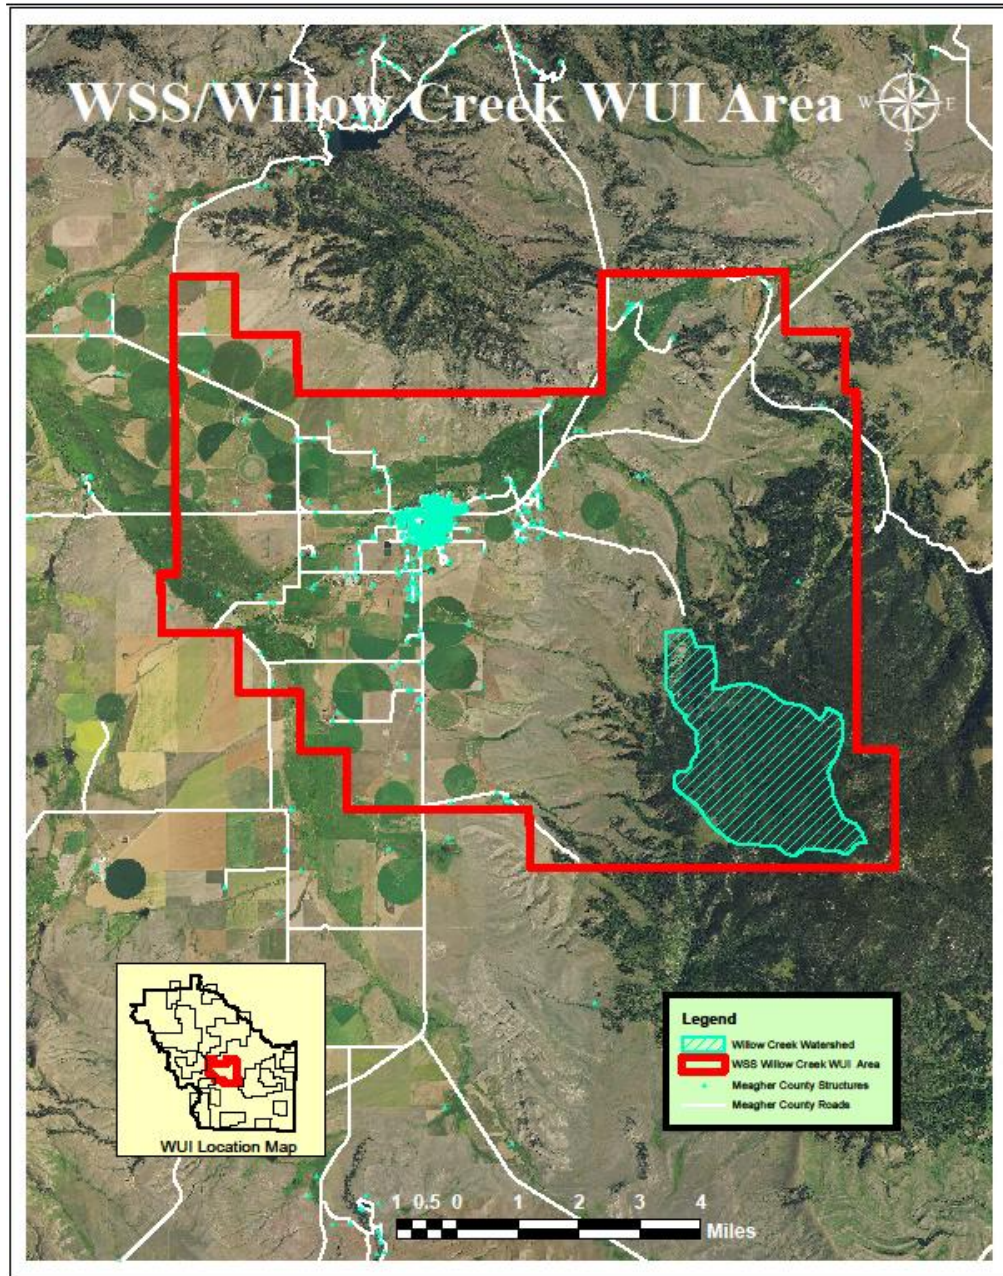 WSS/Willow Creek WUI Area
N
W E
S
Legend
Willow Creek Watershed
WSS Willow Creek WUI Area
Meagher County Structures
Meagher County Roads
WUI Location Map
1 0.5 0 1 2 3 4
Miles